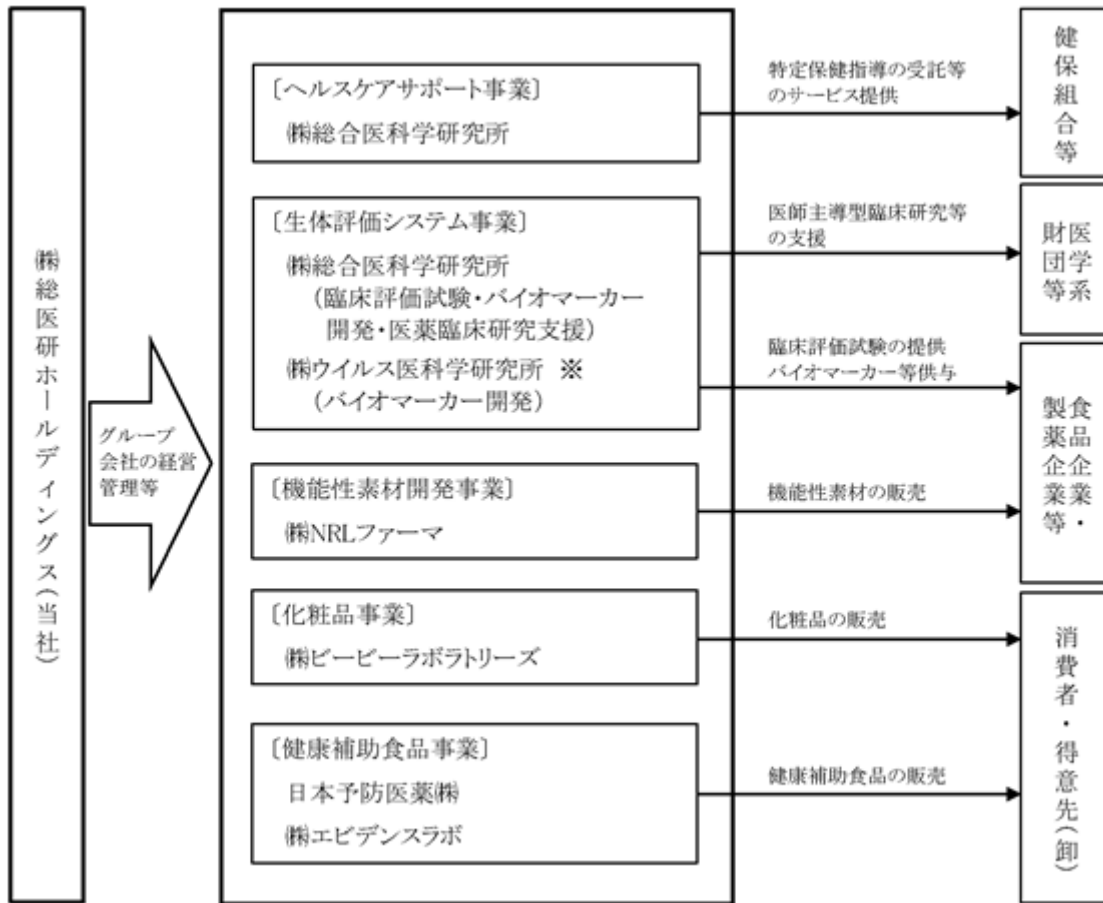 ㈱総医研ホールディングス(当社)
グループ
会社の経営
管理等
〔ヘルスケアサポート事業〕
㈱総合医科学研究所
特定保健指導の受託等
のサービス提供
健保組合等
〔生体評価システム事業〕
㈱総合医科学研究所
(臨床評価試験・バイオマーカー
開発・医薬臨床研究支援)
㈱ウイルス医科学研究所 ※
(バイオマーカー開発)
医師主導型臨床研究等
の支援
医学系
財団等
臨床評価試験の提供
バイオマーカー等供与
食品企業・
製薬企業等
〔機能性素材開発事業〕
㈱NRLファーマ
機能性素材の販売
〔化粧品事業〕
㈱ビービーラボラトリーズ
化粧品の販売
消費者・得意先(卸)
〔健康補助食品事業〕
日本予防医薬㈱
㈱エビデンスラボ
健康補助食品の販売